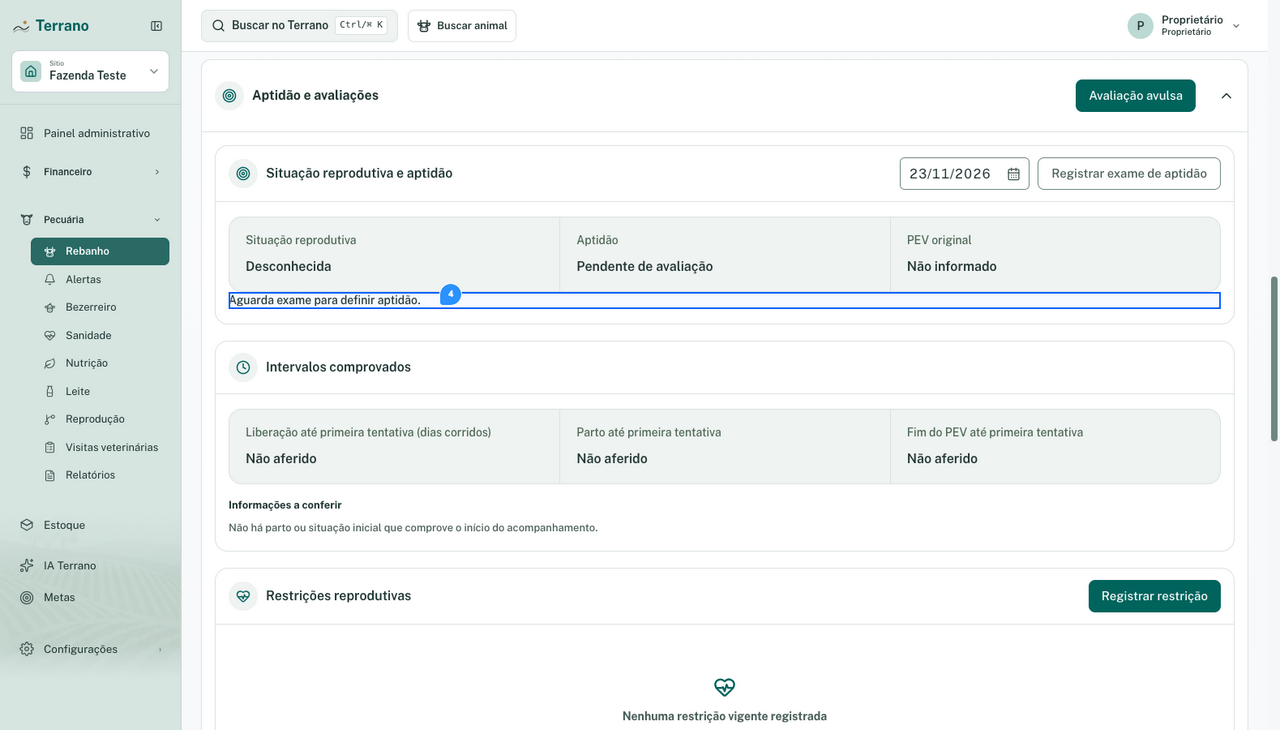 Terrano
Sítio
Fazenda Teste
Painel administrativo
Financeiro
Pecuária
Rebanho
Alertas
Bezerreiro
Sanidade
Nutrição
Leite
Reprodução
Visitas veterinárias
Relatórios
Estoque
IA Terrano
Metas
Configurações
Buscar no Terrano Ctrl/⌘ K
Buscar animal
P
Proprietário
Proprietário
Aptidão e avaliações
Avaliação avulsa
Situação reprodutiva e aptidão
23/11/2026
Registrar exame de aptidão
Situação reprodutiva
Desconhecida
Aptidão
Pendente de avaliação
PEV original
Não informado
Aguarda exame para definir aptidão.
4
Intervalos comprovados
Liberação até primeira tentativa (dias corridos)
Não aferido
Parto até primeira tentativa
Não aferido
Fim do PEV até primeira tentativa
Não aferido
Informações a conferir
Não há parto ou situação inicial que comprove o início do acompanhamento.
Restrições reprodutivas
Registrar restrição
Nenhuma restrição vigente registrada